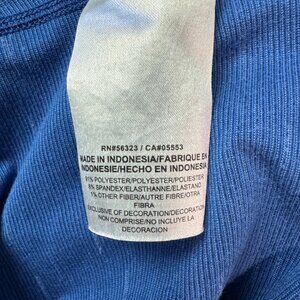 RN#56323 / CA#05553
MADE IN INDONESIA/FABRIQUE EN
INDONESIE/HECHO EN INDONESIA
91% POLYESTER/POLYESTER/POLIESTER
8% SPANDEX/ELASTHANNE/ELASTANO
1% OTHER FIBER/AUTRE FIBRE/OTRA
FIBRA
EXCLUSIVE OF DECORATION/DECORATION
NON COMPRISE/NO INCLUYE LA
DECORACION